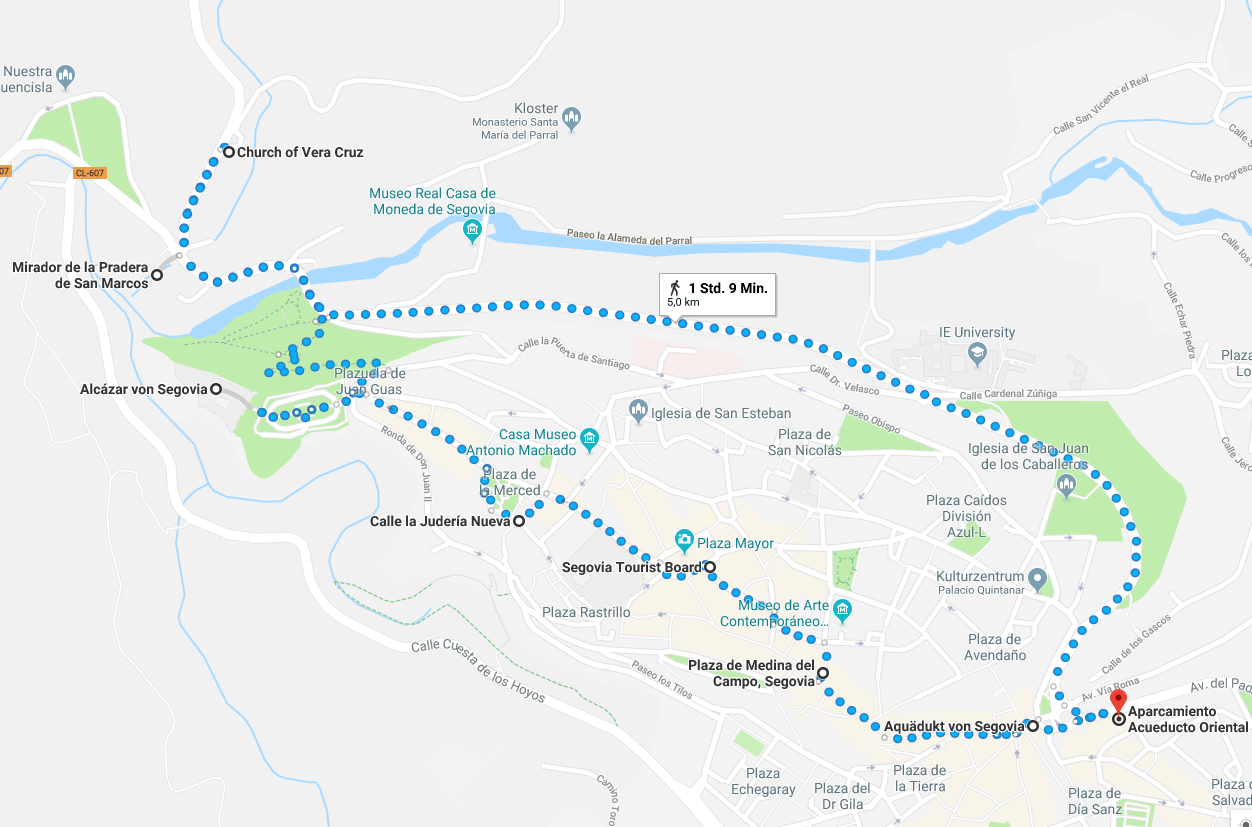 Nuestra
uencisla
Kloster
Monasterio Santa
María del Parral
Calle San Vicente el Real
Calle Progreso
Church of Vera Cruz
07
CL-607
Museo Real Casa de
Moneda de Segovia
Paseo la Alameda del Parral
Calle los
Mirador de la Pradera
de San Marcos
1 Std. 9 Min.
5,0 km
Calle Echar Piedra
IE University
Calle la Puerta de Santiago
Plaza
Lo
Plazuela de
Juan Guas
Alcázar von Segovia
Calle Dr. Velasco
Calle Cardenal Zúñiga
Paseo Obispo
Iglesia de San Esteban
Casa Museo
Antonio Machado
Plaza de
San Nicolás
Ronda de Don Juan II
Iglesia de San Juan
de los Caballeros
Calle Jero
Plaza de
la Merced
Plaza Caídos
División
Azul-L
Calle la Judería Nueva
Plaza Mayor
Segovia Tourist Board
Kulturzentrum
Palacio Quintanar
Plaza Rastrillo
Museo de Arte
Contemporáneo...
Calle de los Gascos
Plaza de
Avendaño
Calle Cuesta de los Hoyos
Paseo los Tilos
Plaza de Medina del
Campo, Segovia
Av. Vía Roma
Av. del Pad
Aparcamiento
Acueducto Oriental
Aquädukt von Segovia
Plaza
Echegaray
Plaza del
Dr Gila
Plaza de
la Tierra
Plaza de
Día Sanz
Plaza d
Salvad
Camino Toro